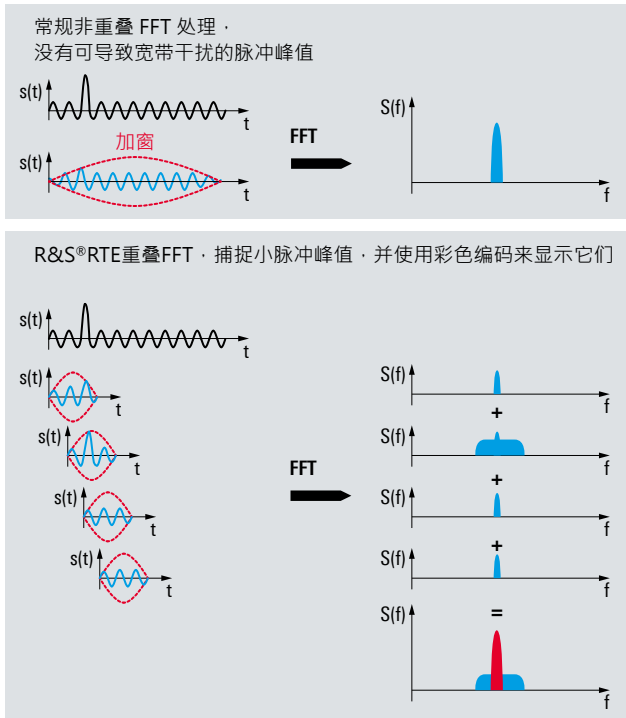 常规非重叠 FFT 处理，
没有可导致宽带干扰的脉冲峰值
s(t)
t
加窗
s(t)
t
FFT
S(f)
f
R&S®RTE重叠FFT，捕捉小脉冲峰值，并使用彩色编码来显示它们
s(t)
t
s(t)
t
s(t)
t
s(t)
t
s(t)
t
FFT
S(f)
f
+
S(f)
f
+
S(f)
f
+
S(f)
f
=
S(f)
f